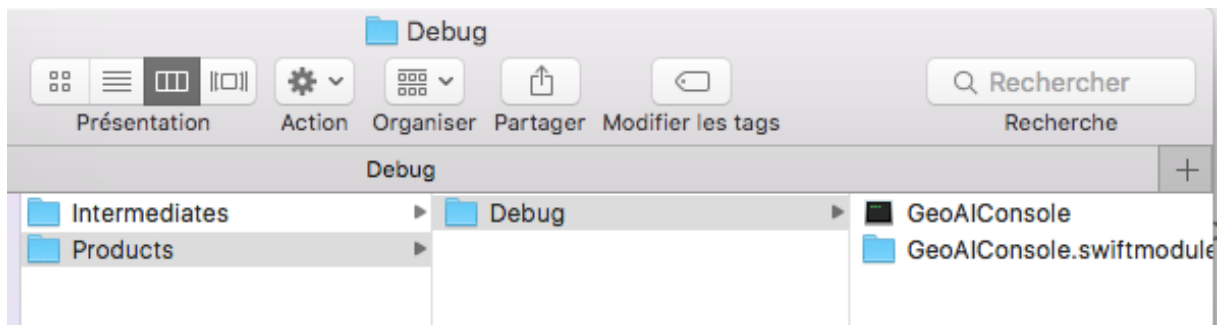 Debug
Présentation Action Organiser Partager Modifier les tags Rechercher Recherche
Debug
Intermediates Debug GeoAIConsole
Products GeoAIConsole.swiftmodule